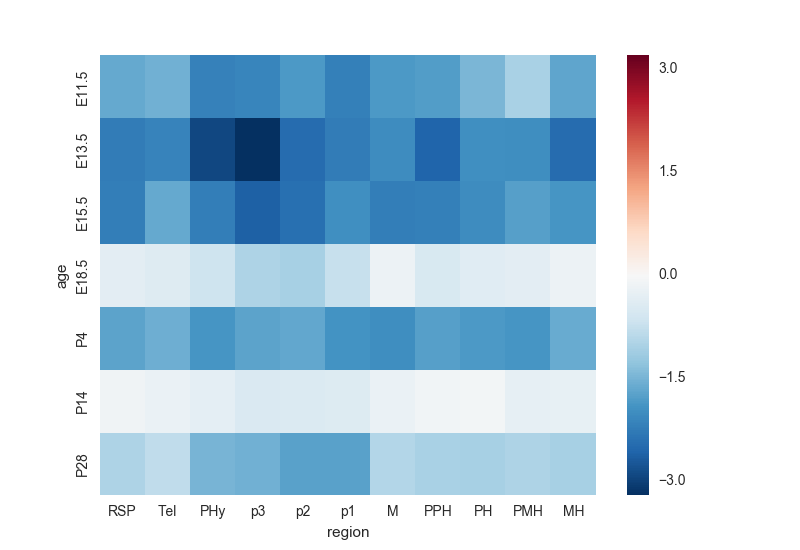 age
E11.5
E13.5
E15.5
E18.5
P4
P14
P28
RSP Tel PHy p3 p2 p1 M PPH PH PMH MH
region
3.0
1.5
0.0
−1.5
−3.0